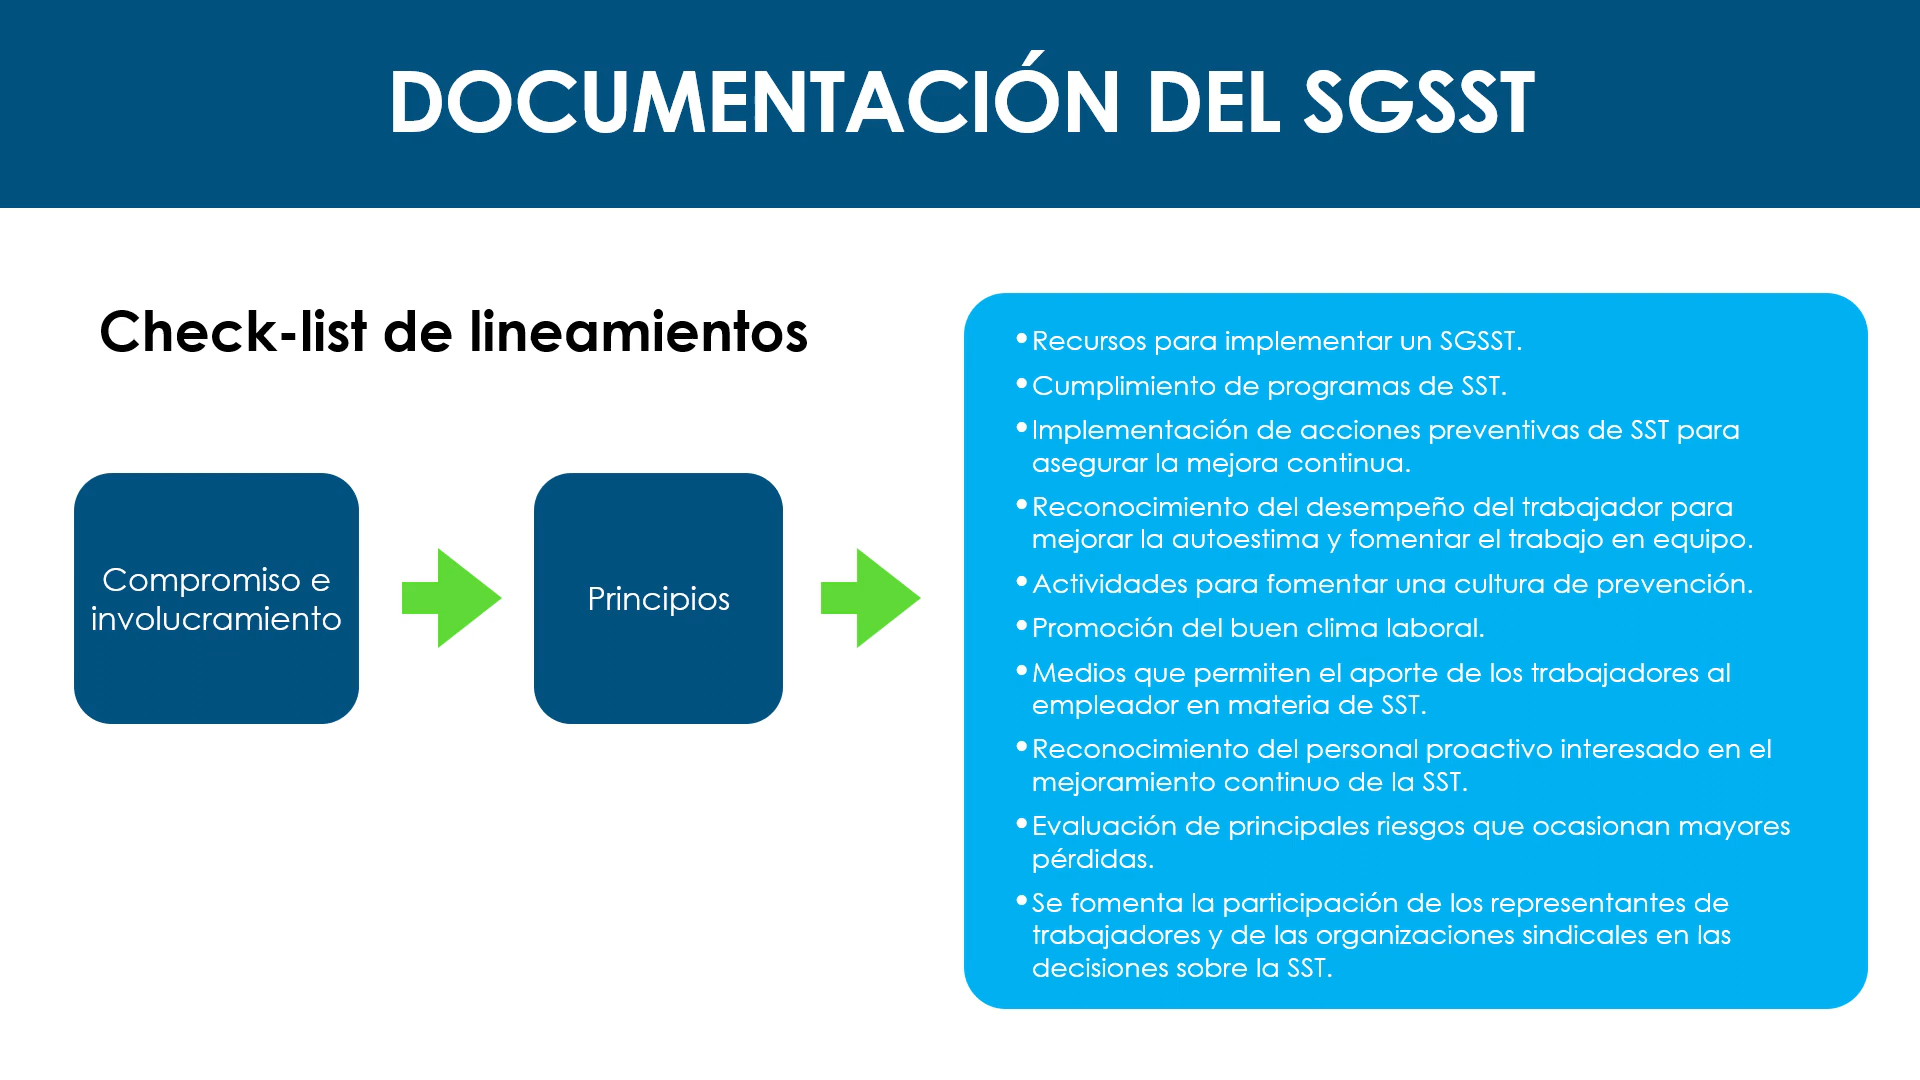 DOCUMENTACIÓN DEL SGSST
Check-list de lineamientos
Compromiso e
involucramiento
Principios
•Recursos para implementar un SGSST.
•Cumplimiento de programas de SST.
•Implementación de acciones preventivas de SST para
asegurar la mejora continua.
•Reconocimiento del desempeño del trabajador para
mejorar la autoestima y fomentar el trabajo en equipo.
•Actividades para fomentar una cultura de prevención.
•Promoción del buen clima laboral.
•Medios que permiten el aporte de los trabajadores al
empleador en materia de SST.
•Reconocimiento del personal proactivo interesado en el
mejoramiento continuo de la SST.
•Evaluación de principales riesgos que ocasionan mayores
pérdidas.
•Se fomenta la participación de los representantes de
trabajadores y de las organizaciones sindicales en las
decisiones sobre la SST.